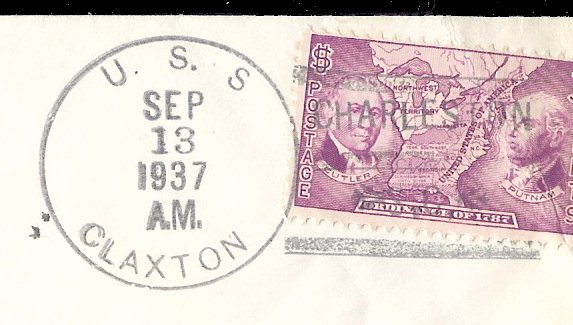 U. S. S
SEP
13
1937
A.M.
CLAXTON
CHARLESTON
$ POSTAGE
NORTHWEST
TERRITORY
UNITED STATES OF AMERICA
CUTLER
PUTNAM
ORDINANCE OF 1787